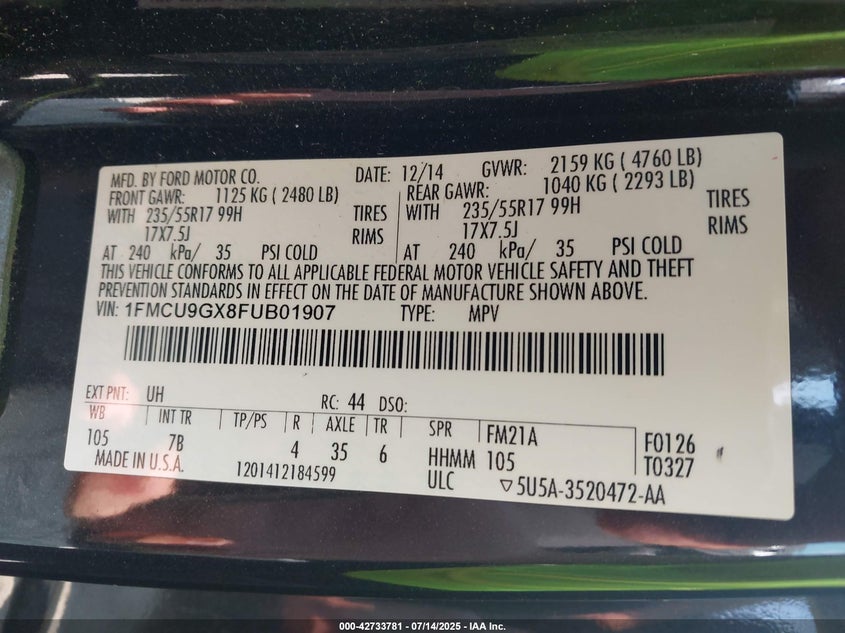 MFD. BY FORD MOTOR CO. DATE: 12/14 GVWR: 2159 KG ( 4760 LB)
FRONT GAWR: 1125 KG ( 2480 LB) REAR GAWR: 1040 KG ( 2293 LB)
WITH 235/55R17 99H TIRES WITH 235/55R17 99H TIRES
17X7.5J RIMS 17X7.5J RIMS
AT 240 kPa/ 35 PSI COLD AT 240 kPa/ 35 PSI COLD
THIS VEHICLE CONFORMS TO ALL APPLICABLE FEDERAL MOTOR VEHICLE SAFETY AND THEFT
PREVENTION STANDARDS IN EFFECT ON THE DATE OF MANUFACTURE SHOWN ABOVE.
VIN: 1FMCU9GX8FUB01907 TYPE: MPV
EXT PNT: UH RC: 44 DSO:
WB INT TR TP/PS R AXLE TR SPR FM21A F0126
105 7B 4 35 6 HHMM 105 T0327
MADE IN U.S.A. 1201412184599 ULC ▽5U5A-3520472-AA
000-42733781 - 07/14/2025 - IAA Inc.